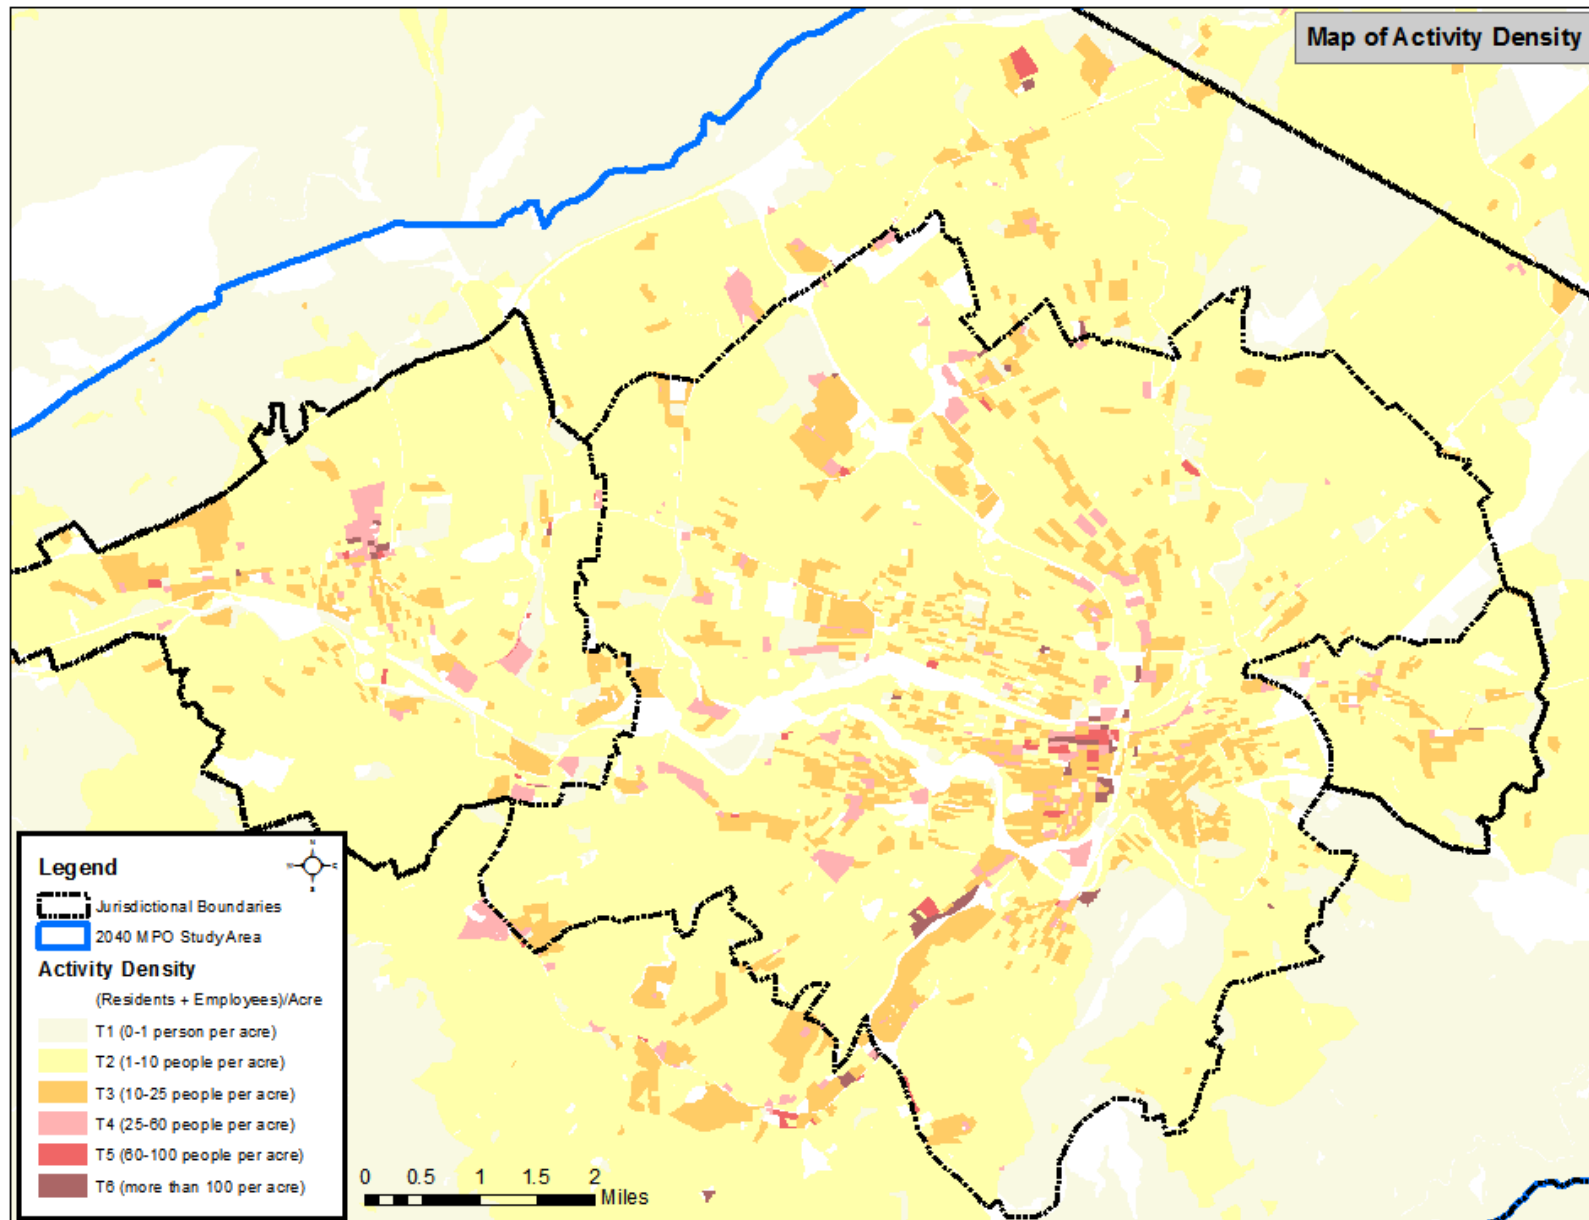 Map of Activity Density
Legend
N
Jurisdictional Boundaries
2040 MPO Study Area
Activity Density
(Residents + Employees)/Acre
T1 (0-1 person per acre)
T2 (1-10 people per acre)
T3 (10-25 people per acre)
T4 (25-60 people per acre)
T5 (60-100 people per acre)
T6 (more than 100 per acre)
0 0.5 1 1.5 2
Miles